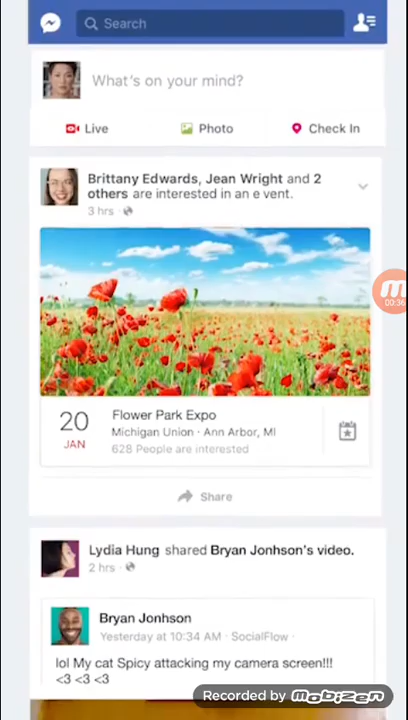 Search
What's on your mind?
Live
Photo
Check In
Brittany Edwards, Jean Wright and 2
others are interested in an e vent.
3 hrs ·
20
JAN
Flower Park Expo
Michigan Union · Ann Arbor, MI
628 People are interested
00:36
Share
Lydia Hung shared Bryan Jonhson's video.
2 hrs ·
Bryan Jonhson
Yesterday at 10:34 AM · SocialFlow ·
lol My cat Spicy attacking my camera screen!!!
<3 <3 <3
Recorded by mobizen